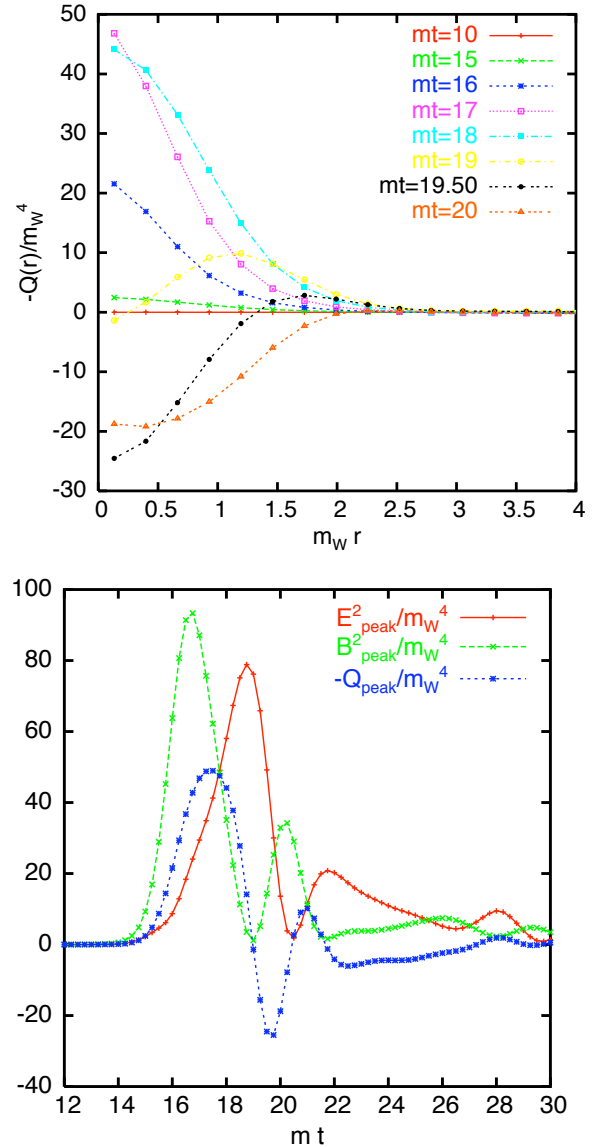 50
40
30
20
10
0
-10
-20
-30
-Q(r)/m_W^4
mt=10
mt=15
mt=16
mt=17
mt=18
mt=19
mt=19.50
mt=20
0 0.5 1 1.5 2 2.5 3 3.5 4
m_W r
100
80
60
40
20
0
-20
-40
E^2_peak/m_W^4
B^2_peak/m_W^4
-Q_peak/m_W^4
12 14 16 18 20 22 24 26 28 30
m t